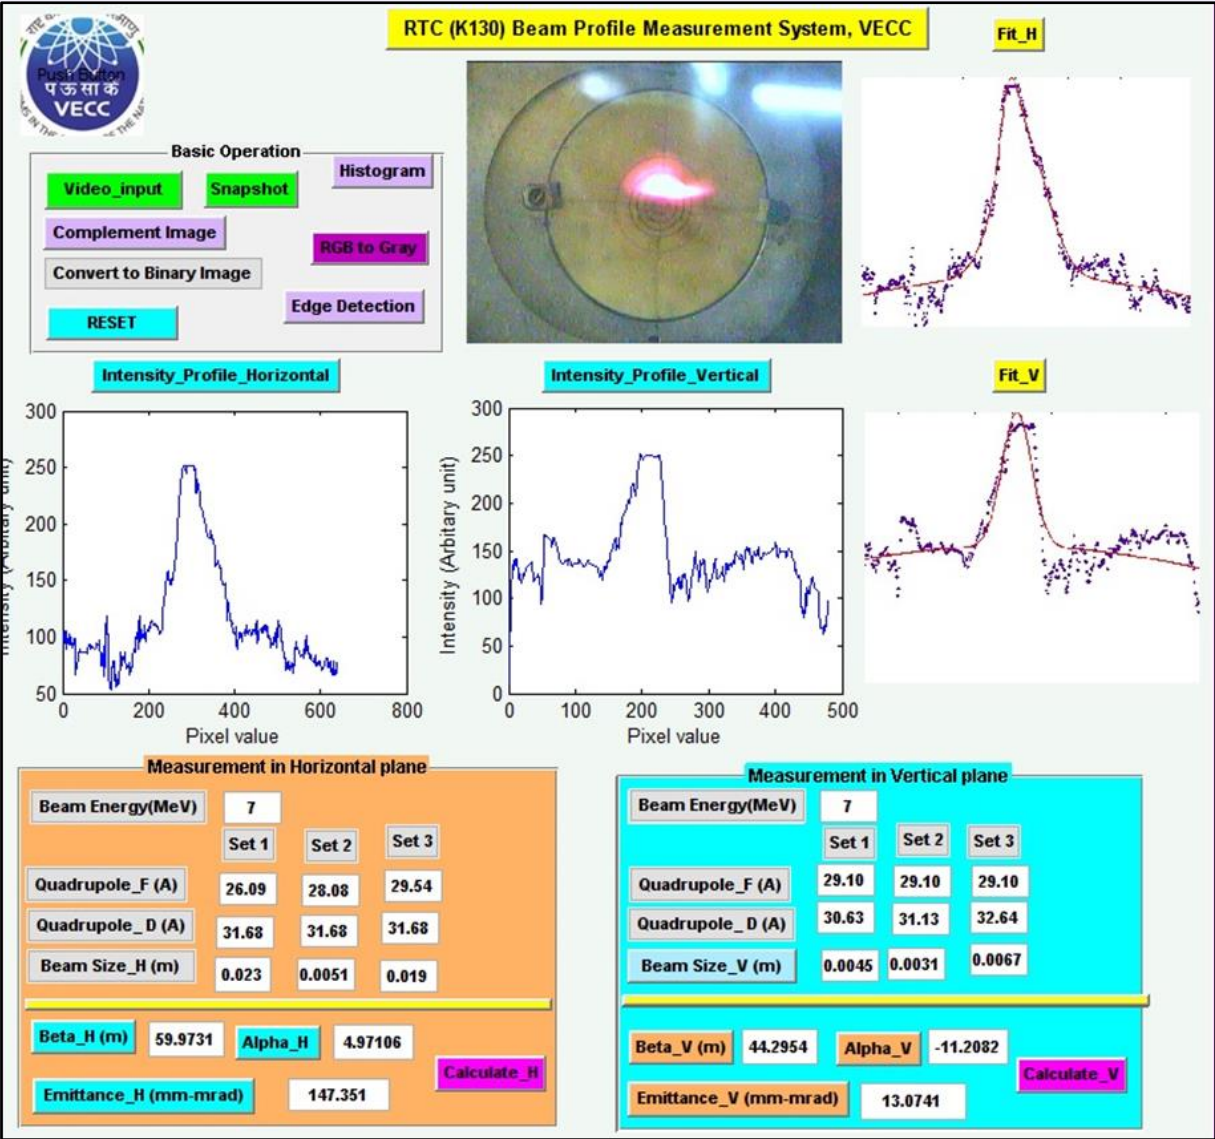 RTC (K130) Beam Profile Measurement System, VECC
Fit_H
Push Button
प ऊ सा कें
VECC
Basic Operation
Video_input
Snapshot
Histogram
Complement Image
RGB to Gray
Convert to Binary Image
Edge Detection
RESET
Intensity_Profile_Horizontal
Intensity_Profile_Vertical
Fit_V
300
250
200
150
100
50
0
200
400
600
800
Pixel value
Intensity (Arbitary unit)
300
250
200
150
100
50
0
0
100
200
300
400
500
Pixel value
Intensity (Arbitary unit)
Measurement in Horizontal plane
Beam Energy(MeV) 7
Set 1 Set 2 Set 3
Quadrupole_F (A) 26.09 28.08 29.54
Quadrupole_ D (A) 31.68 31.68 31.68
Beam Size_H (m) 0.023 0.0051 0.019
Beta_H (m) 59.9731 Alpha_H 4.97106
Calculate_H
Emittance_H (mm-mrad) 147.351
Measurement in Vertical plane
Beam Energy(MeV) 7
Set 1 Set 2 Set 3
Quadrupole_F (A) 29.10 29.10 29.10
Quadrupole_ D (A) 30.63 31.13 32.64
Beam Size_V (m) 0.0045 0.0031 0.0067
Beta_V (m) 44.2954 Alpha_V -11.2082
Calculate_V
Emittance_V (mm-mrad) 13.0741